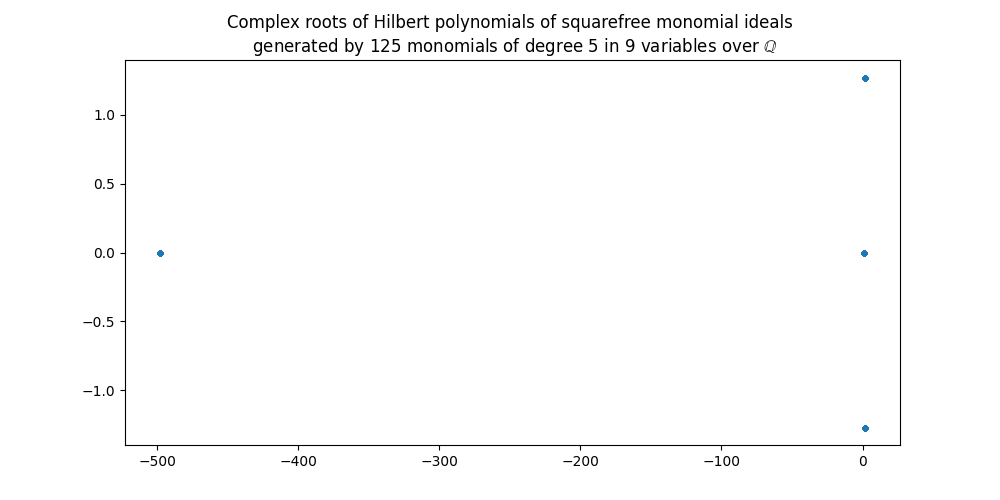 Complex roots of Hilbert polynomials of squarefree monomial ideals
generated by 125 monomials of degree 5 in 9 variables over ℚ
1.0
0.5
0.0
−0.5
−1.0
−500 −400 −300 −200 −100 0